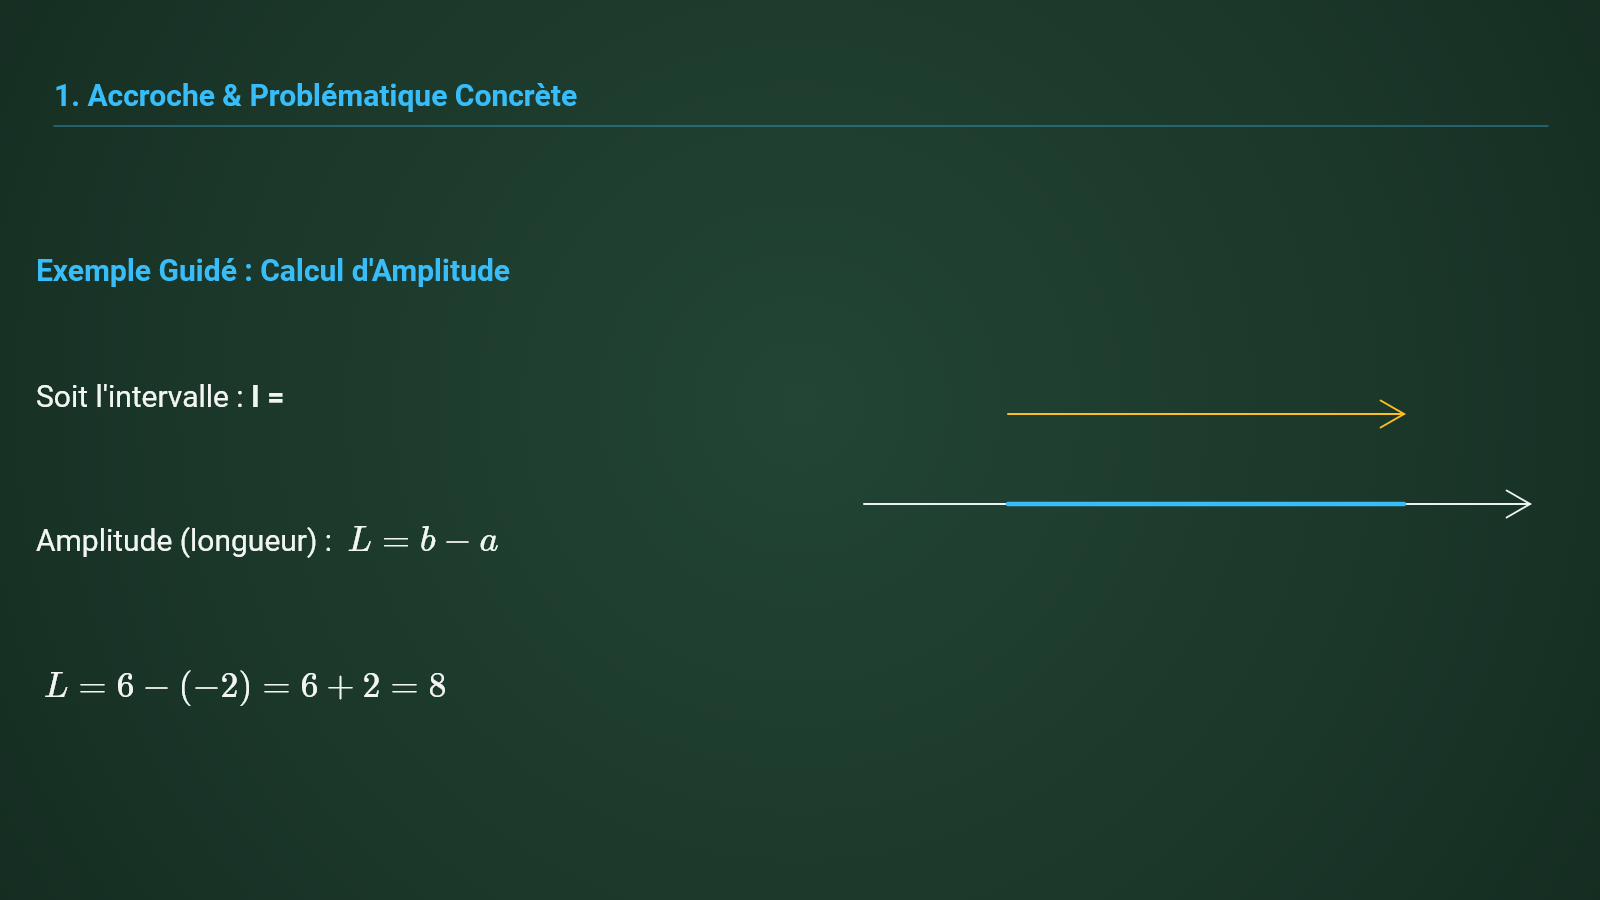 1. Accroche & Problématique Concrète
Exemple Guidé : Calcul d'Amplitude
Soit l'intervalle : I =
Amplitude (longueur) : L = b − a
L = 6 − (−2) = 6 + 2 = 8